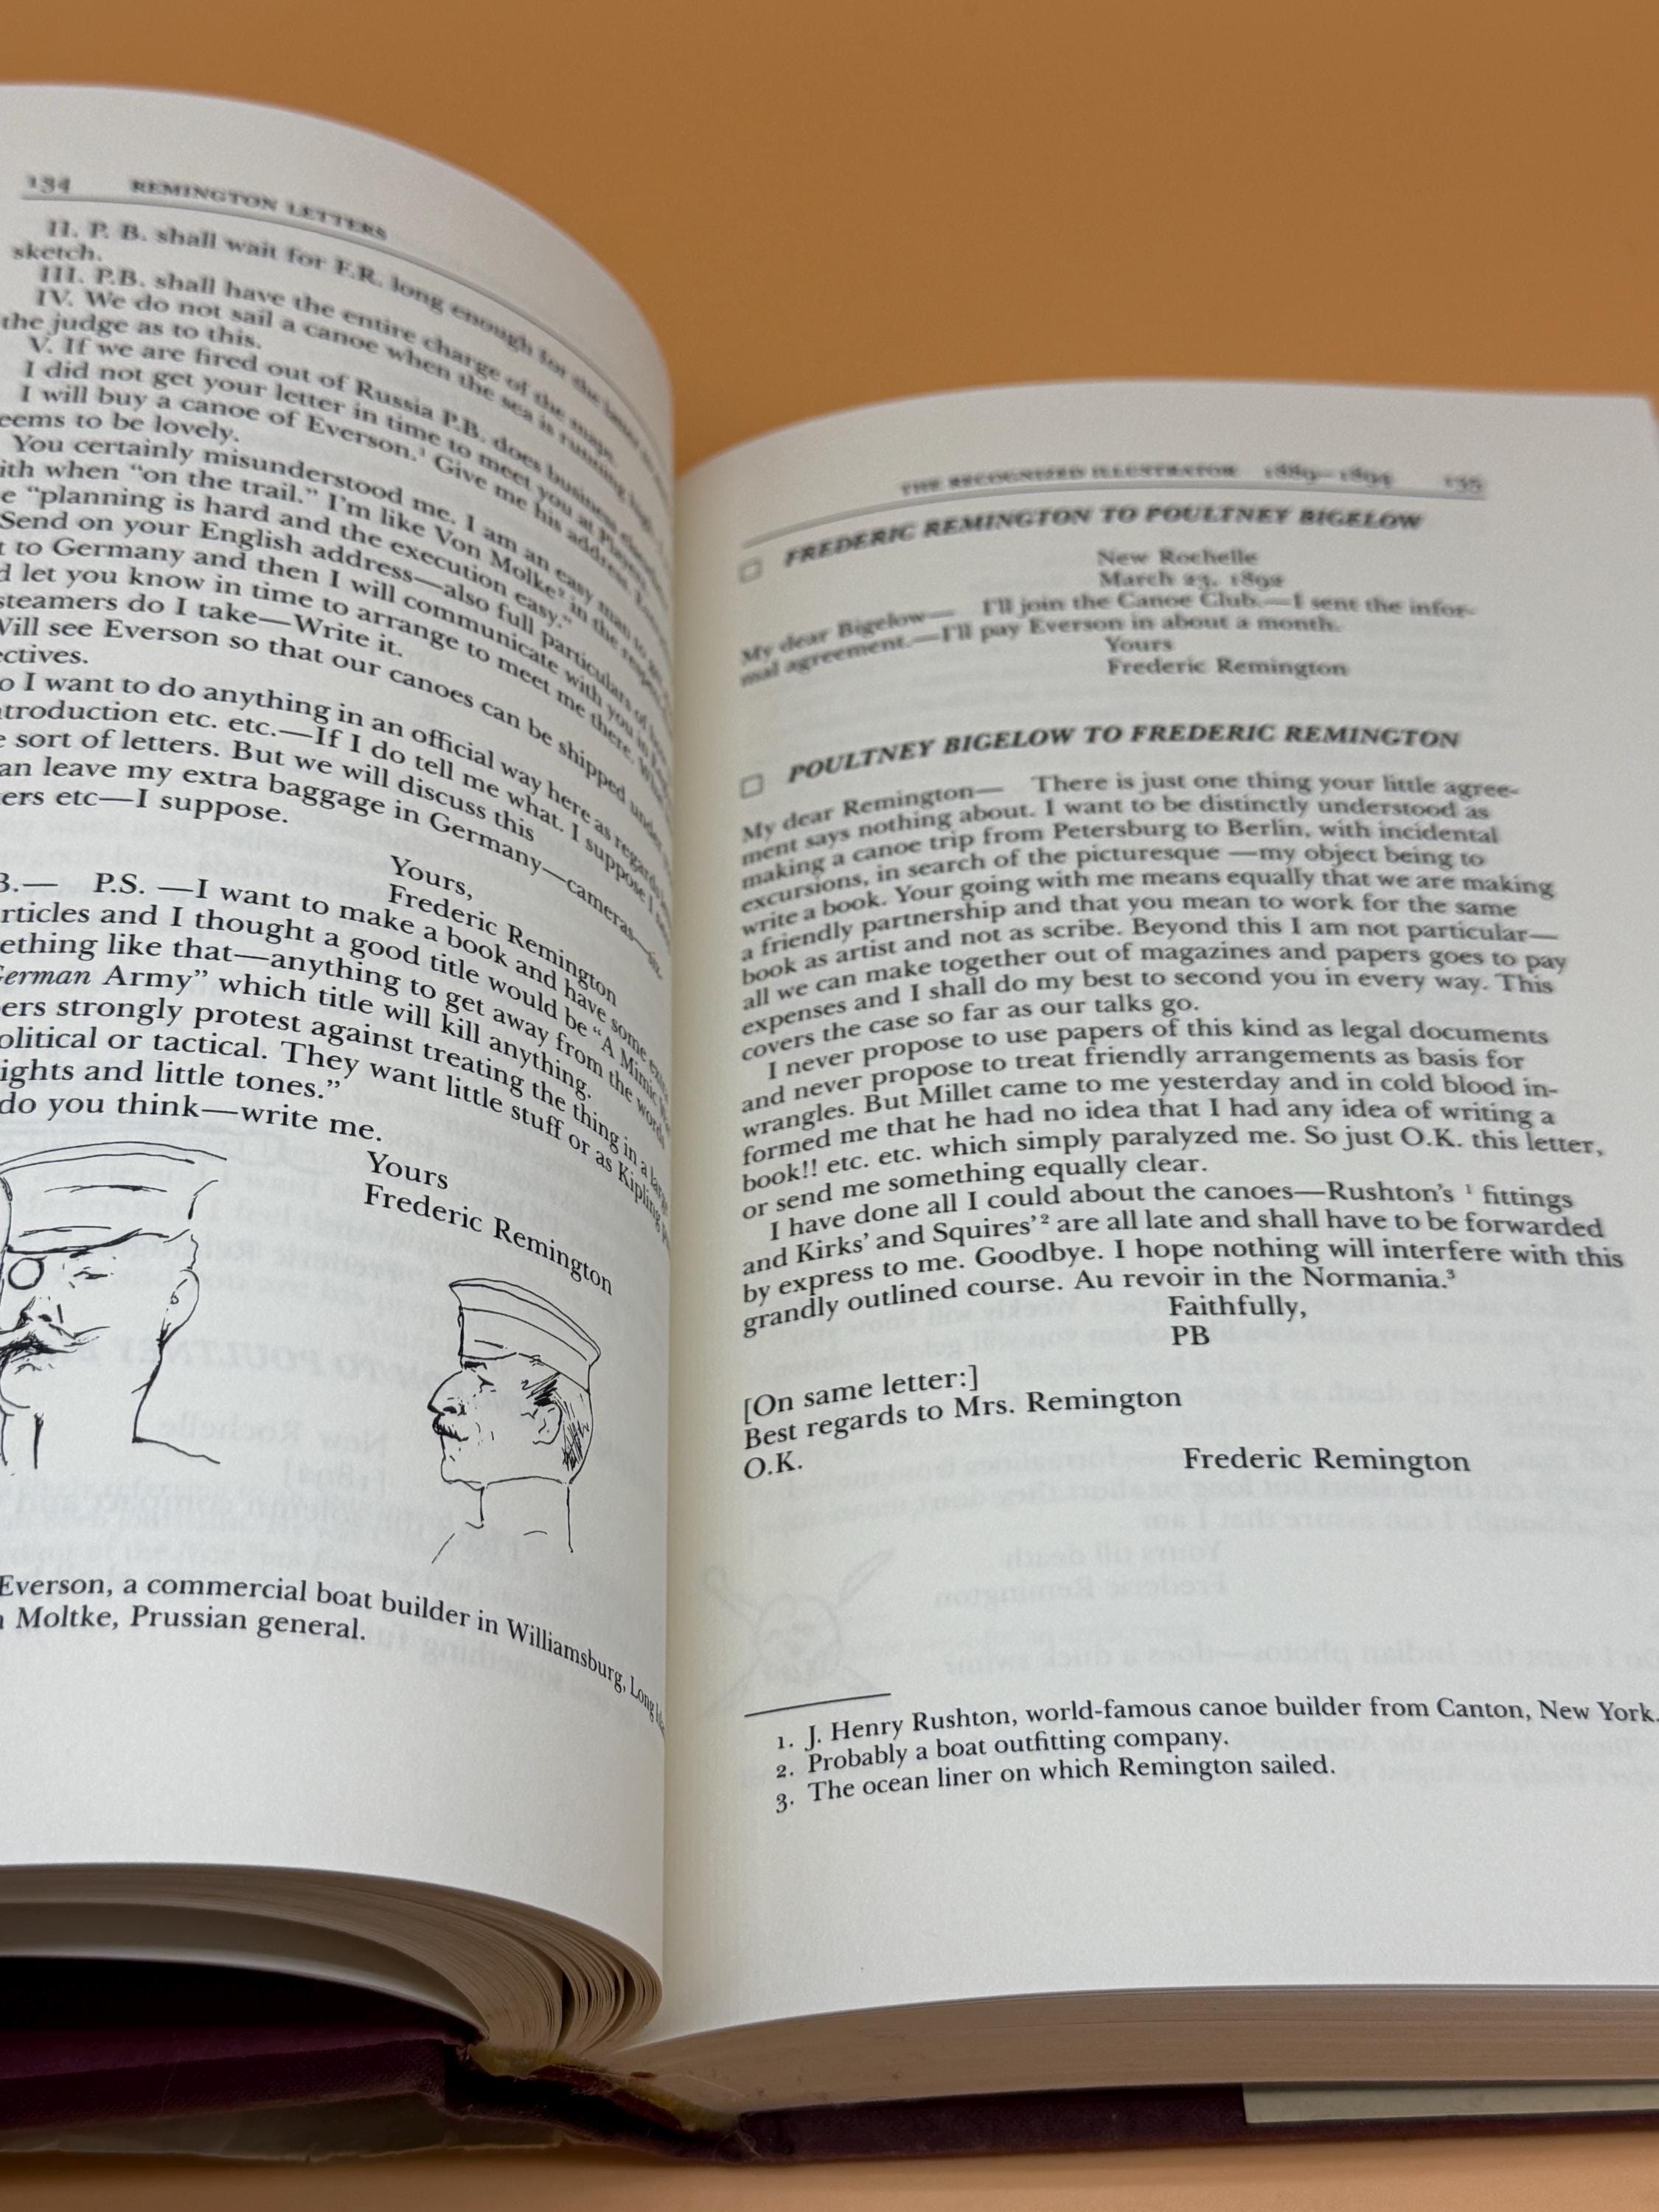 134 REMINGTON LETTERS
II. P. B. shall wait for F.R. long enough for the latter to
sketch.
III. P.B. shall have the entire charge of the maps.
IV. We do not sail a canoe when the sea is running high
the judge as to this.
V. If we are fired out of Russia P.B. does business
I did not get your letter in time to meet you at Players
I will buy a canoe of Everson.¹ Give me his address.
eems to be lovely.
You certainly misunderstood me. I am an easy man to
ith when "on the trail." I'm like Von Molke² in the
e "planning is hard and the execution easy."
Send on your English address—also full particulars of
t to Germany and then I will communicate with you in
d let you know in time to arrange to meet me there.
steamers do I take—Write it.
Will see Everson so that our canoes can be shipped under
ectives.
o I want to do anything in an official way here as regards
ntroduction etc. etc.—If I do tell me what. I suppose I
e sort of letters. But we will discuss this
an leave my extra baggage in Germany—cameras—
ers etc—I suppose.
Yours,
Frederic Remington
B.— P.S. —I want to make a book and have some
rticles and I thought a good title would be "A Mimic
ething like that—anything to get away from the words
German Army" which title will kill anything.
ers strongly protest against treating the thing in a large
olitical or tactical. They want little stuff or as Kipling
ights and little tones."
do you think—write me.
Yours
Frederic Remington
Everson, a commercial boat builder in Williamsburg, Long
n Moltke, Prussian general.
THE RECOGNIZED ILLUSTRATOR 1889–1894 135
FREDERIC REMINGTON TO POULTNEY BIGELOW
New Rochelle
March 23, 1892
My dear Bigelow— I'll join the Canoe Club.—I sent the infor-
mal agreement.—I'll pay Everson in about a month.
Yours
Frederic Remington
POULTNEY BIGELOW TO FREDERIC REMINGTON
My dear Remington— There is just one thing your little agree-
ment says nothing about. I want to be distinctly understood as
making a canoe trip from Petersburg to Berlin, with incidental
excursions, in search of the picturesque —my object being to
write a book. Your going with me means equally that we are making
a friendly partnership and that you mean to work for the same
book as artist and not as scribe. Beyond this I am not particular—
all we can make together out of magazines and papers goes to pay
expenses and I shall do my best to second you in every way. This
covers the case so far as our talks go.
I never propose to use papers of this kind as legal documents
and never propose to treat friendly arrangements as basis for
wrangles. But Millet came to me yesterday and in cold blood in-
formed me that he had no idea that I had any idea of writing a
book!! etc. etc. which simply paralyzed me. So just O.K. this letter,
or send me something equally clear.
I have done all I could about the canoes—Rushton's ¹ fittings
and Kirks' and Squires'² are all late and shall have to be forwarded
by express to me. Goodbye. I hope nothing will interfere with this
grandly outlined course. Au revoir in the Normania.³
Faithfully,
PB
[On same letter:]
Best regards to Mrs. Remington
O.K. Frederic Remington
1. J. Henry Rushton, world-famous canoe builder from Canton, New York.
2. Probably a boat outfitting company.
3. The ocean liner on which Remington sailed.